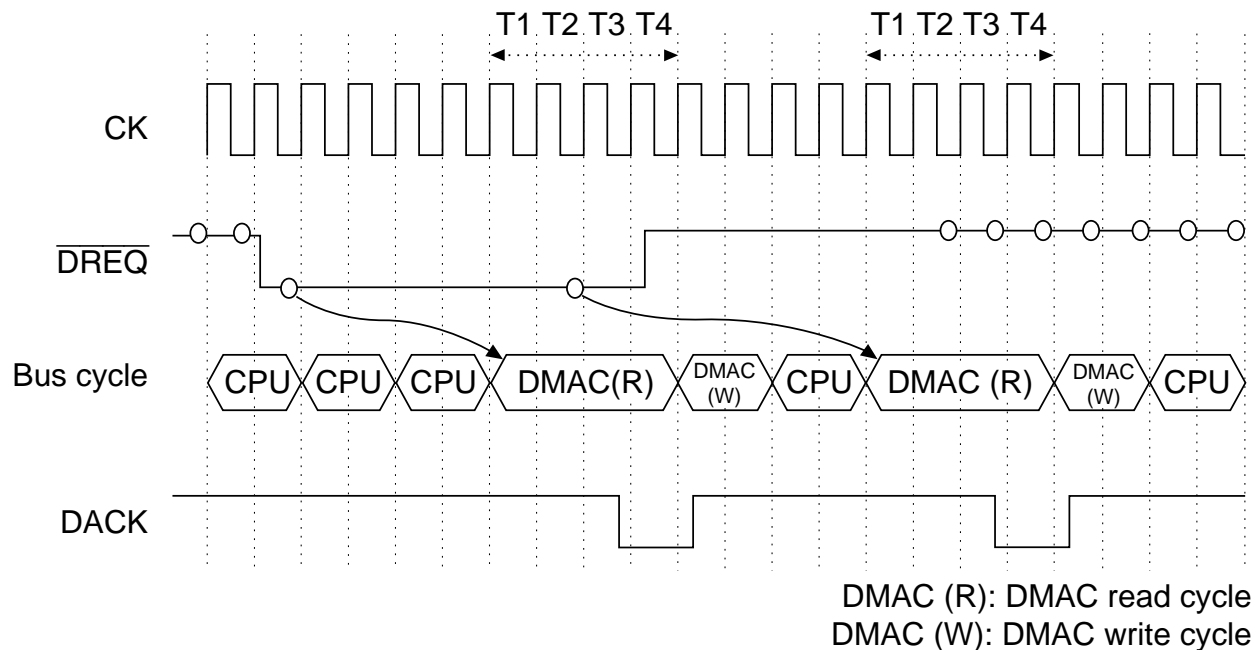 T1 T2 T3 T4 T1 T2 T3 T4
CK
DREQ
Bus cycle CPU CPU CPU DMAC(R) DMAC (W) CPU DMAC (R) DMAC (W) CPU
DACK
DMAC (R): DMAC read cycle
DMAC (W): DMAC write cycle